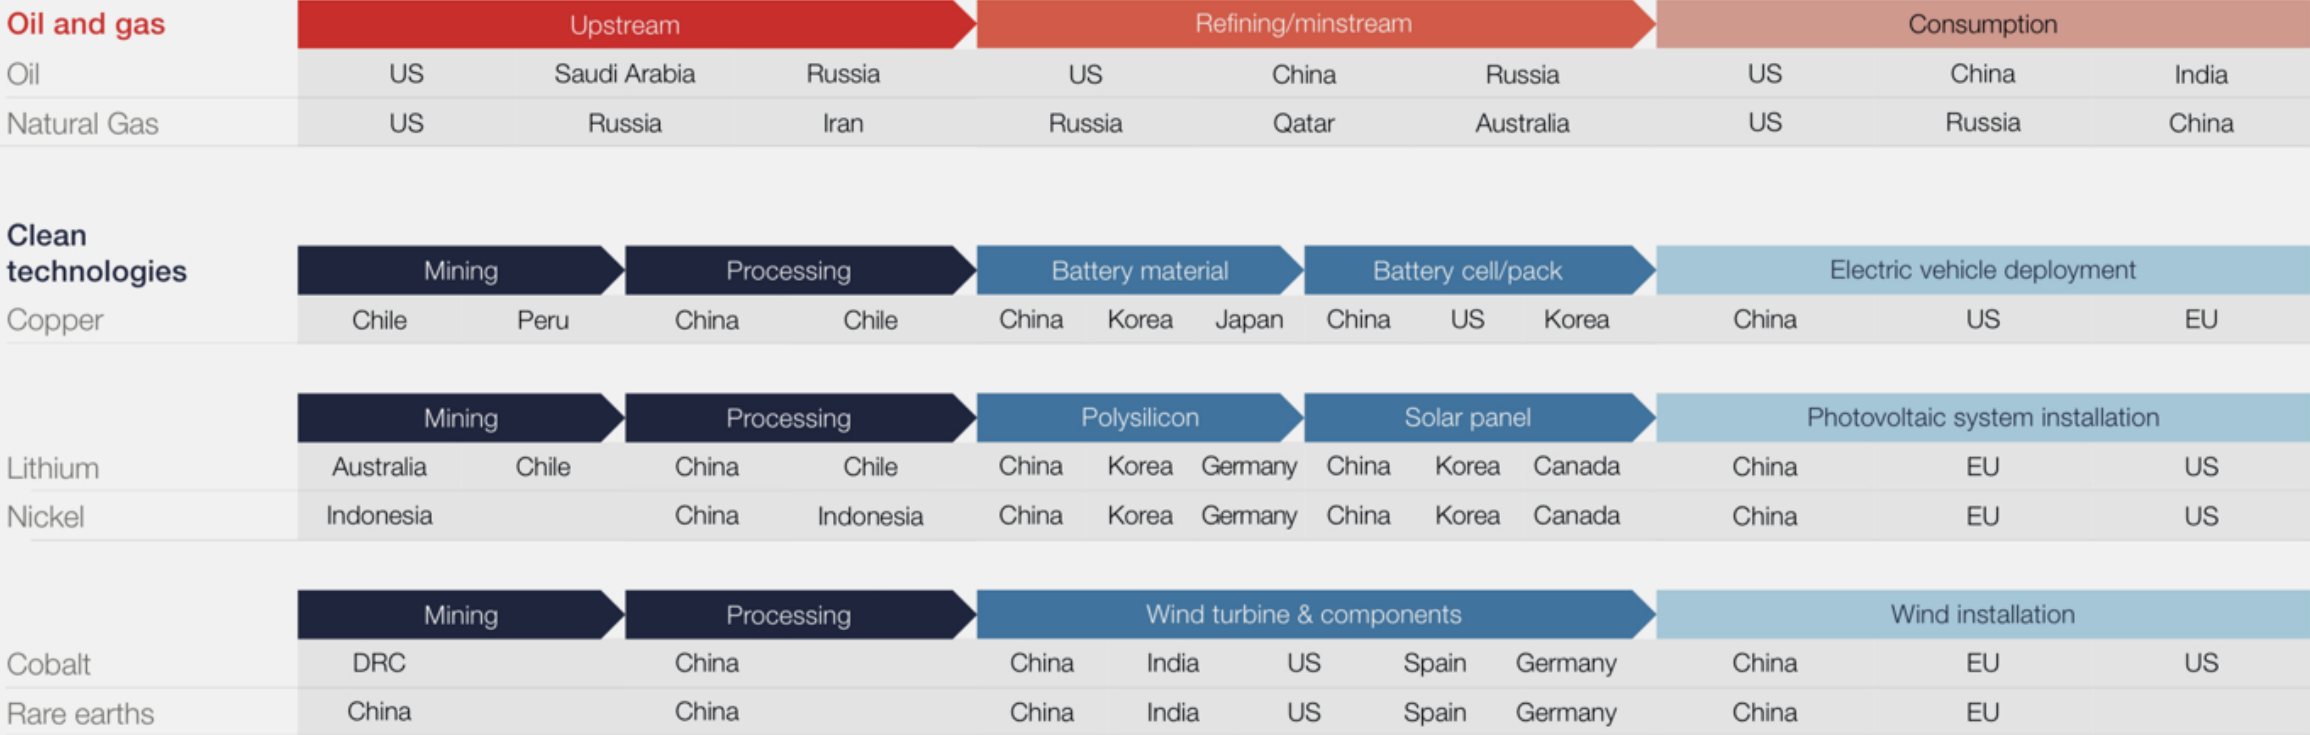 Oil and gas Upstream Refining/minstream Consumption
Oil US Saudi Arabia Russia US China Russia US China India
Natural Gas US Russia Iran Russia Qatar Australia US Russia China
Clean
technologies Mining Processing Battery material Battery cell/pack Electric vehicle deployment
Copper Chile Peru China Chile China Korea Japan China US Korea China US EU
Mining Processing Polysilicon Solar panel Photovoltaic system installation
Lithium Australia Chile China Chile China Korea Germany China Korea Canada China EU US
Nickel Indonesia China Indonesia China Korea Germany China Korea Canada China EU US
Mining Processing Wind turbine & components Wind installation
Cobalt DRC China China India US Spain Germany China EU US
Rare earths China China China India US Spain Germany China EU